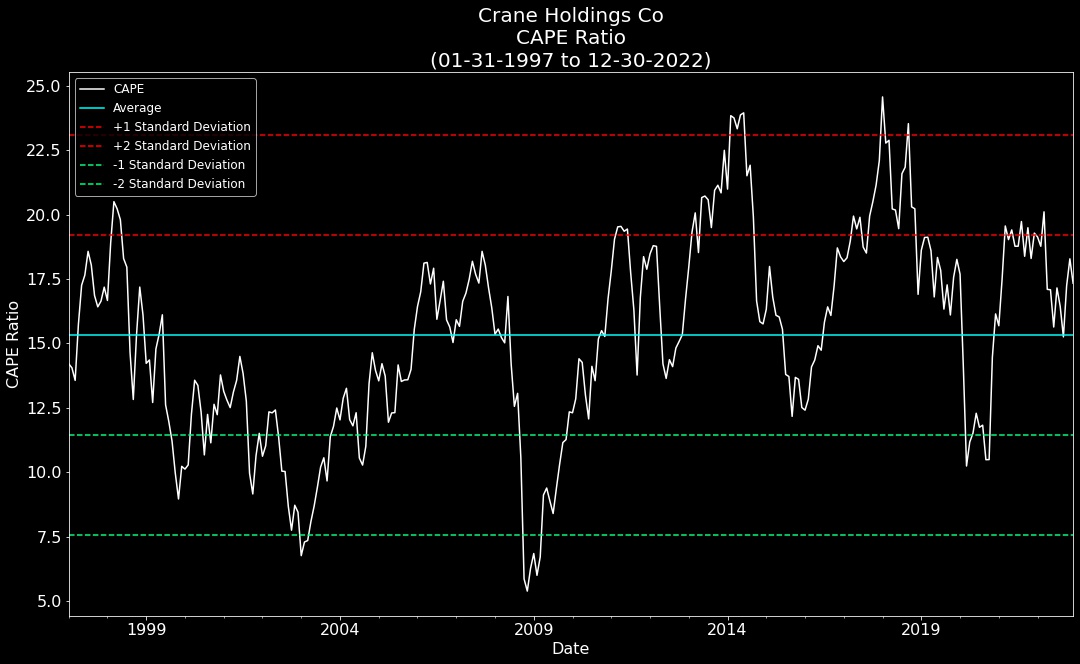 Crane Holdings Co
CAPE Ratio
(01-31-1997 to 12-30-2022)
CAPE
Average
+1 Standard Deviation
+2 Standard Deviation
-1 Standard Deviation
-2 Standard Deviation
CAPE Ratio
25.0
22.5
20.0
17.5
15.0
12.5
10.0
7.5
5.0
1999 2004 2009 2014 2019
Date